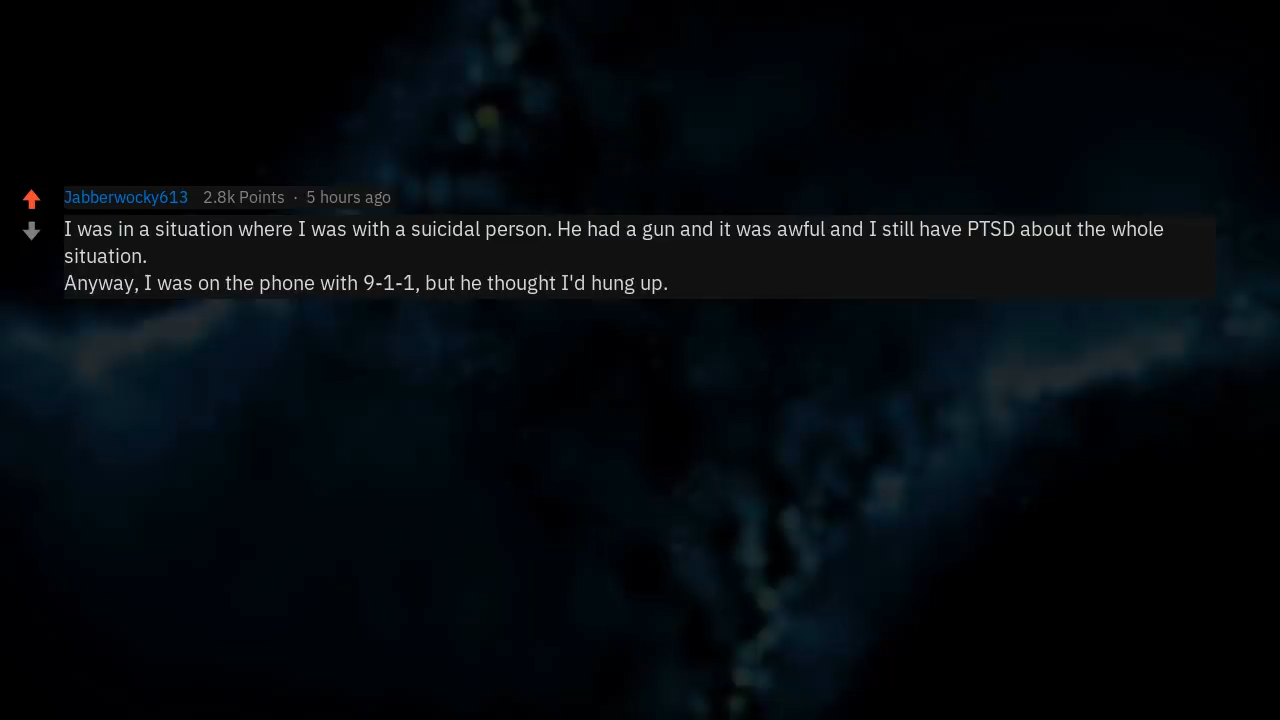 Jabberwocky613 2.8k Points · 5 hours ago
I was in a situation where I was with a suicidal person. He had a gun and it was awful and I still have PTSD about the whole
situation.
Anyway, I was on the phone with 9-1-1, but he thought I'd hung up.